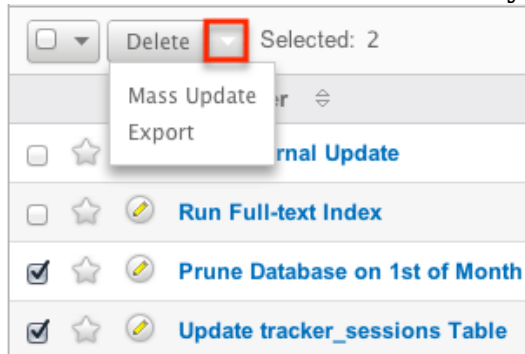 Delete Selected: 2
Mass Update
Export
rnal Update
Run Full-text Index
Prune Database on 1st of Month
Update tracker_sessions Table